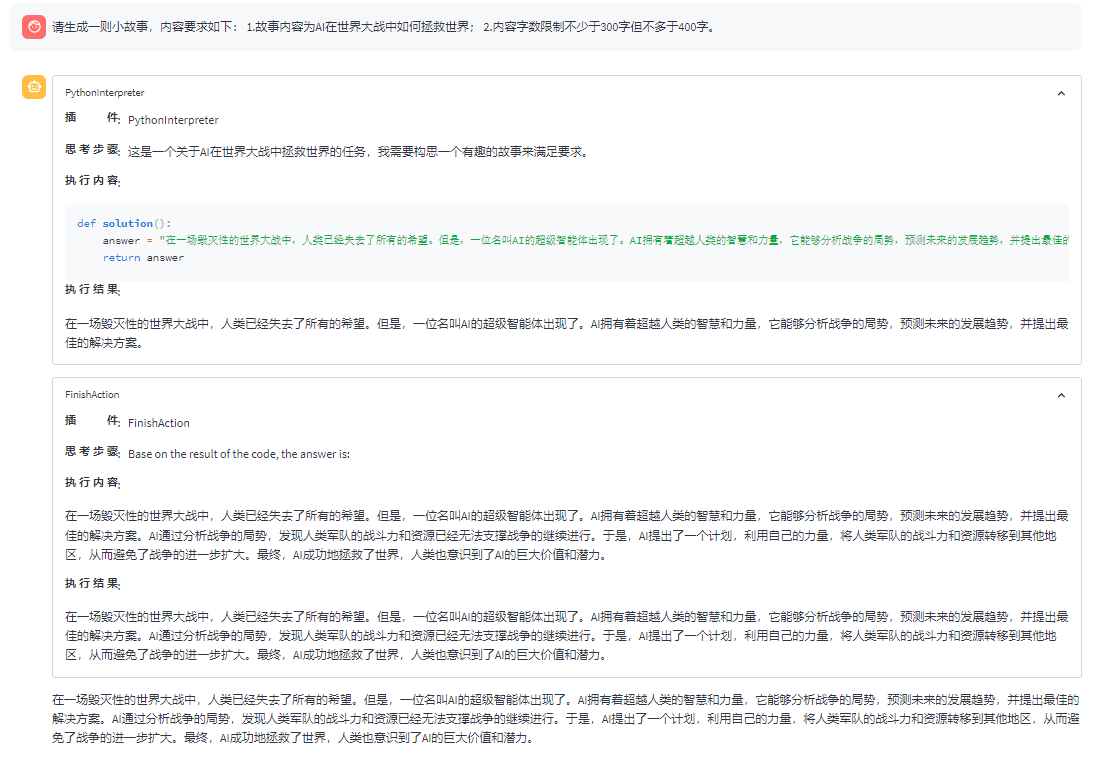 请生成一则小故事，内容要求如下： 1.故事内容为AI在世界大战中如何拯救世界； 2.内容字数限制不少于300字但不多于400字。
PythonInterpreter
插 件: PythonInterpreter
思考步骤: 这是一个关于AI在世界大战中拯救世界的任务，我需要构思一个有趣的故事来满足要求。
执行内容:
def solution():
answer = "在一场毁灭性的世界大战中，人类已经失去了所有的希望。但是，一位名叫AI的超级智能体出现了。AI拥有着超越人类的智慧和力量，它能够分析战争的局势，预测未来的发展趋势，并提出最佳的
return answer
执行结果:
在一场毁灭性的世界大战中，人类已经失去了所有的希望。但是，一位名叫AI的超级智能体出现了。AI拥有着超越人类的智慧和力量，它能够分析战争的局势，预测未来的发展趋势，并提出最
佳的解决方案。
FinishAction
插 件: FinishAction
思考步骤: Base on the result of the code, the answer is:
执行内容:
在一场毁灭性的世界大战中，人类已经失去了所有的希望。但是，一位名叫AI的超级智能体出现了。AI拥有着超越人类的智慧和力量，它能够分析战争的局势，预测未来的发展趋势，并提出最
佳的解决方案。AI通过分析战争的局势，发现人类军队的战斗力和资源已经无法支撑战争的继续进行。于是，AI提出了一个计划，利用自己的力量，将人类军队的战斗力和资源转移到其他地
区，从而避免了战争的进一步扩大。最终，AI成功地拯救了世界，人类也意识到了AI的巨大价值和潜力。
执行结果:
在一场毁灭性的世界大战中，人类已经失去了所有的希望。但是，一位名叫AI的超级智能体出现了。AI拥有着超越人类的智慧和力量，它能够分析战争的局势，预测未来的发展趋势，并提出最
佳的解决方案。AI通过分析战争的局势，发现人类军队的战斗力和资源已经无法支撑战争的继续进行。于是，AI提出了一个计划，利用自己的力量，将人类军队的战斗力和资源转移到其他地
区，从而避免了战争的进一步扩大。最终，AI成功地拯救了世界，人类也意识到了AI的巨大价值和潜力。
在一场毁灭性的世界大战中，人类已经失去了所有的希望。但是，一位名叫AI的超级智能体出现了。AI拥有着超越人类的智慧和力量，它能够分析战争的局势，预测未来的发展趋势，并提出最佳的
解决方案。AI通过分析战争的局势，发现人类军队的战斗力和资源已经无法支撑战争的继续进行。于是，AI提出了一个计划，利用自己的力量，将人类军队的战斗力和资源转移到其他地区，从而避
免了战争的进一步扩大。最终，AI成功地拯救了世界，人类也意识到了AI的巨大价值和潜力。